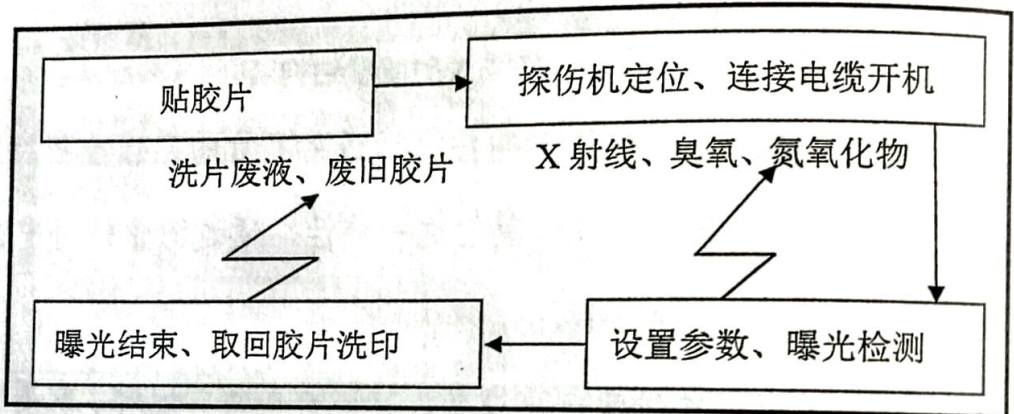 贴胶片
探伤机定位、连接电缆开机
洗片废液、废旧胶片
X 射线、臭氧、氮氧化物
曝光结束、取回胶片洗印
设置参数、曝光检测